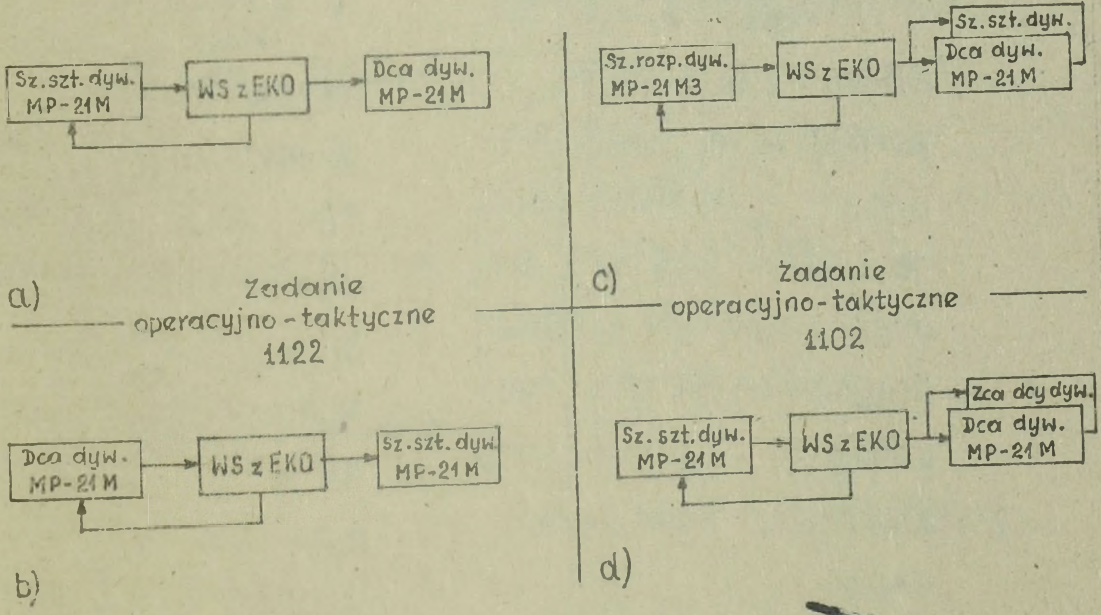 Sz. szt. dyw.
MP-21M
WS z EKO
Dca dyw.
MP-21M
a)
Zadanie
operacyjno-taktyczne
1122
Dca dyw.
MP-21M
WS z EKO
Sz. szt. dyw.
MP-21M
b)
Sz. rozp. dyw.
MP-21M3
WS z EKO
Sz. szt. dyw.
Dca dyw.
MP-21M
c)
Zadanie
operacyjno-taktyczne
1102
Sz. szt. dyw.
MP-21M
WS z EKO
Zca dcy dyw.
Dca dyw.
MP-21M
d)